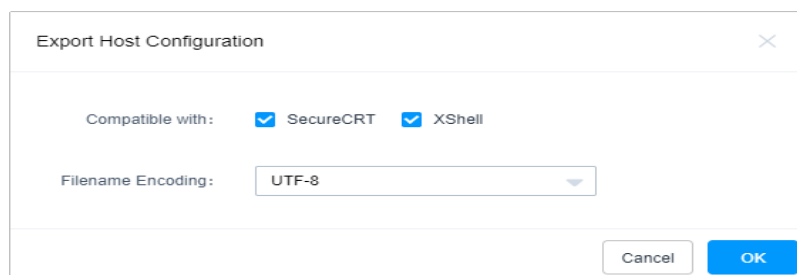 Export Host Configuration
Compatible with: SecureCRT XShell
Filename Encoding: UTF-8
Cancel OK